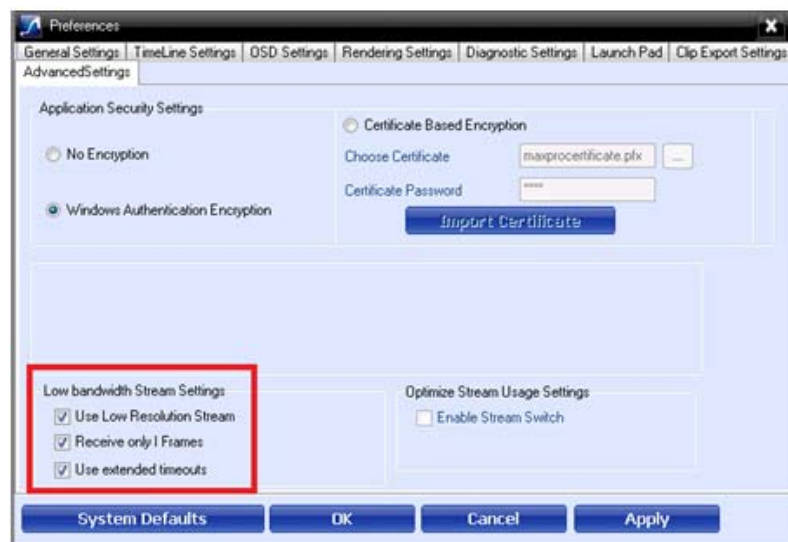 Preferences
General Settings TimeLine Settings OSD Settings Rendering Settings Diagnostic Settings Launch Pad Clip Export Settings
AdvancedSettings
Application Security Settings
No Encryption
Windows Authentication Encryption
Certificate Based Encryption
Choose Certificate maxprocertificate.pfx ...
Certificate Password ****
Import Certificate
Low bandwidth Stream Settings
Use Low Resolution Stream
Receive only I Frames
Use extended timeouts
Optimize Stream Usage Settings
Enable Stream Switch
System Defaults OK Cancel Apply